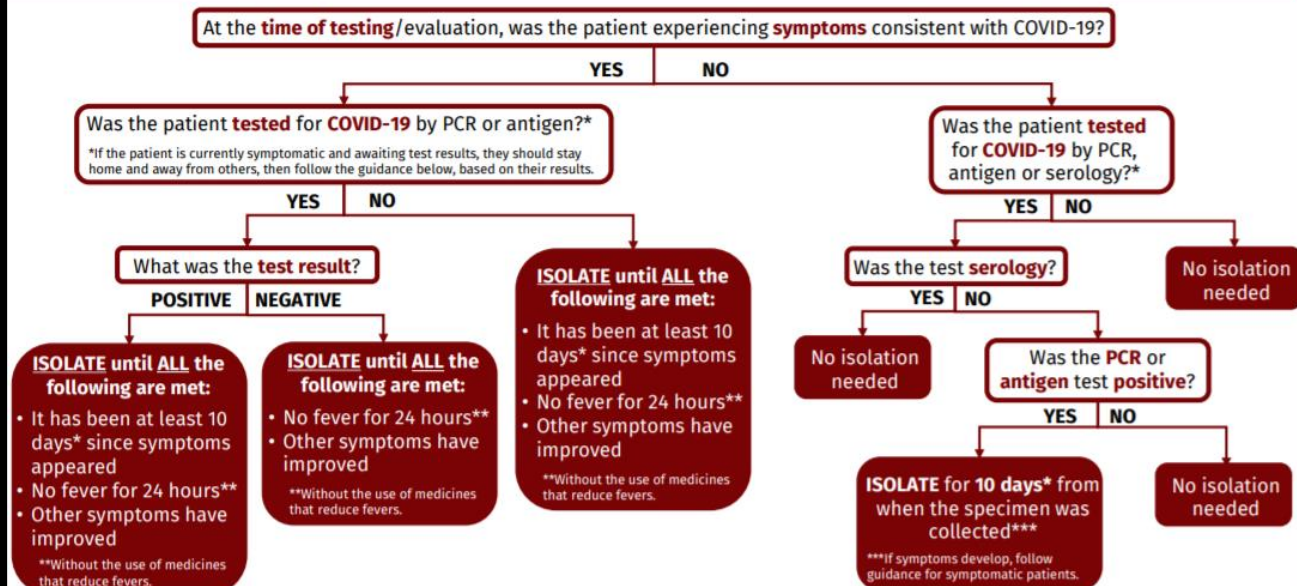 At the time of testing/evaluation, was the patient experiencing symptoms consistent with COVID-19?
YES NO
Was the patient tested for COVID-19 by PCR or antigen?*
*If the patient is currently symptomatic and awaiting test results, they should stay
home and away from others, then follow the guidance below, based on their results.
YES NO
What was the test result?
POSITIVE NEGATIVE
ISOLATE until ALL the
following are met:
• It has been at least 10
days* since symptoms
appeared
• No fever for 24 hours**
• Other symptoms have
improved
**Without the use of medicines
that reduce fevers.
ISOLATE until ALL the
following are met:
• No fever for 24 hours**
• Other symptoms have
improved
**Without the use of medicines
that reduce fevers.
ISOLATE until ALL the
following are met:
• It has been at least 10
days* since symptoms
appeared
• No fever for 24 hours**
• Other symptoms have
improved
**Without the use of medicines
that reduce fevers.
Was the patient tested
for COVID-19 by PCR,
antigen or serology?*
YES NO
Was the test serology?
No isolation
needed
YES NO
No isolation
needed
Was the PCR or
antigen test positive?
YES NO
ISOLATE for 10 days* from
when the specimen was
collected***
***If symptoms develop, follow
guidance for symptomatic patients.
No isolation
needed